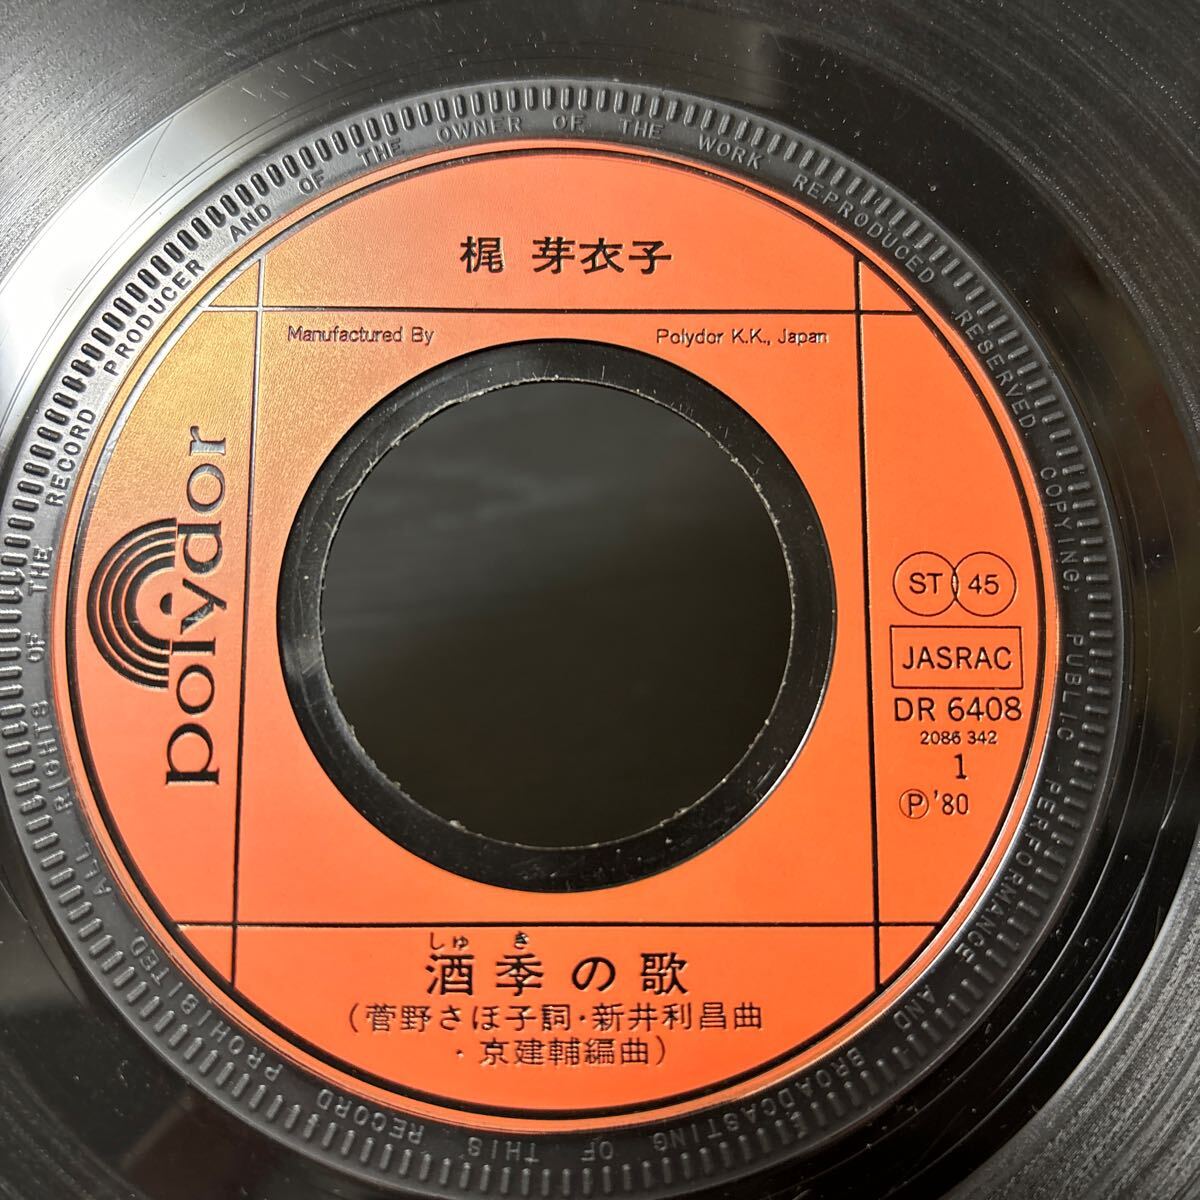 梶 芽衣子
Manufactured By Polydor K.K., Japan
polydor
ST 45
JASRAC
DR 6408
2086 342
1
Ⓟ'80
しゅ き
酒季の歌
(菅野さほ子詞・新井利昌曲
・京建輔編曲)
ALL RIGHTS OF THE RECORD PRODUCER AND OF THE OWNER OF THE WORK REPRODUCED RESERVED. COPYING, PUBLIC PERFORMANCE AND BROADCASTING OF THIS RECORD PROHIBITED